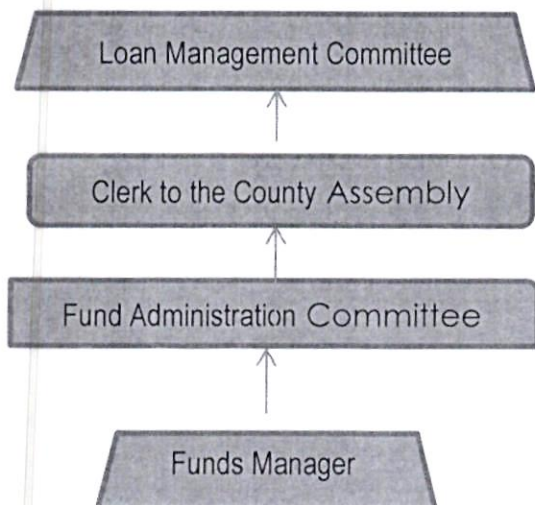 Loan Management Committee
Clerk to the County Assembly
Fund Administration Committee
Funds Manager